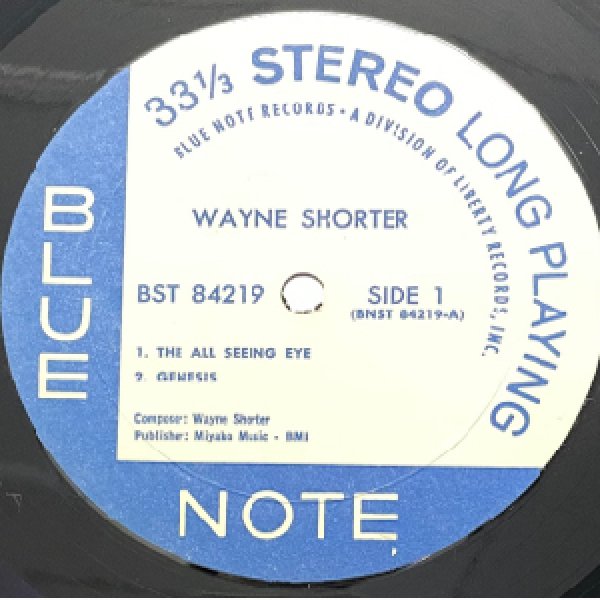 33⅓ STEREO LONG PLAYING
BLUE NOTE RECORDS • A DIVISION OF LIBERTY RECORDS, INC.
WAYNE SHORTER
BST 84219
SIDE 1
(BNST 84219-A)
1. THE ALL SEEING EYE
2. GENESIS
Composer: Wayne Shorter
Publisher: Miyako Music - BMI
BLUE
NOTE